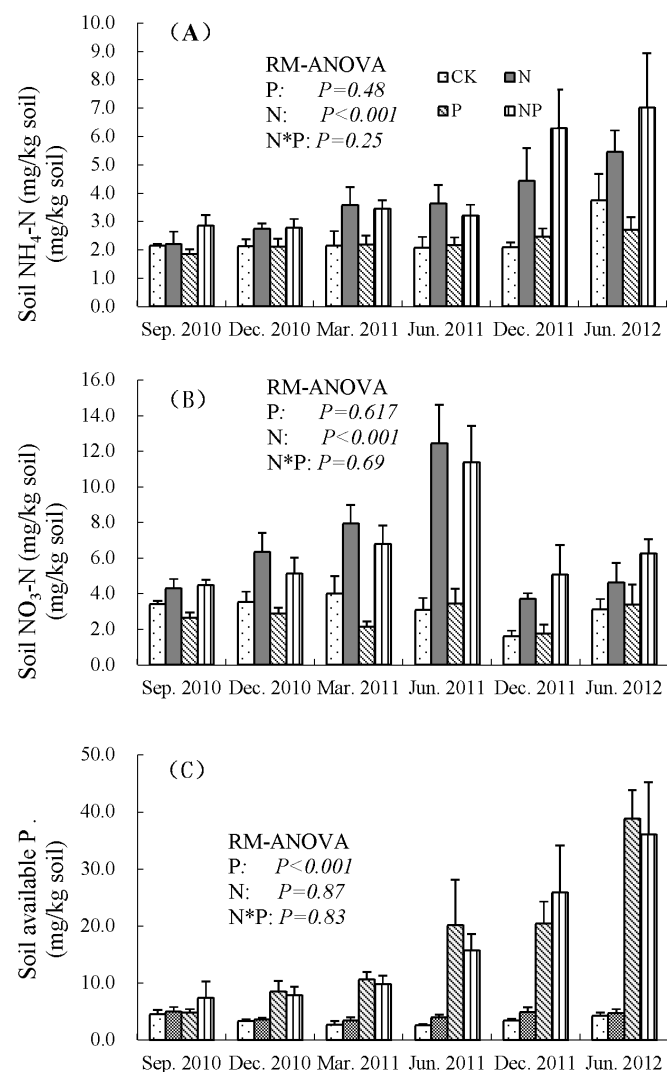 (A)
10.0
9.0
8.0
7.0
6.0
5.0
4.0
3.0
2.0
1.0
0.0
Soil NH4-N (mg/kg soil)
(mg/kg soil)
RM-ANOVA
P: P=0.48
N: P<0.001
N*P: P=0.25
CK N
P NP
Sep. 2010 Dec. 2010 Mar. 2011 Jun. 2011 Dec. 2011 Jun. 2012
(B)
16.0
14.0
12.0
10.0
8.0
6.0
4.0
2.0
0.0
Soil NO3-N (mg/kg soil)
(mg/kg soil)
RM-ANOVA
P: P=0.617
N: P<0.001
N*P: P=0.69
Sep. 2010 Dec. 2010 Mar. 2011 Jun. 2011 Dec. 2011 Jun. 2012
(C)
50.0
40.0
30.0
20.0
10.0
0.0
Soil available P .
(mg/kg soil)
RM-ANOVA
P: P<0.001
N: P=0.87
N*P: P=0.83
Sep. 2010 Dec. 2010 Mar. 2011 Jun. 2011 Dec. 2011 Jun. 2012